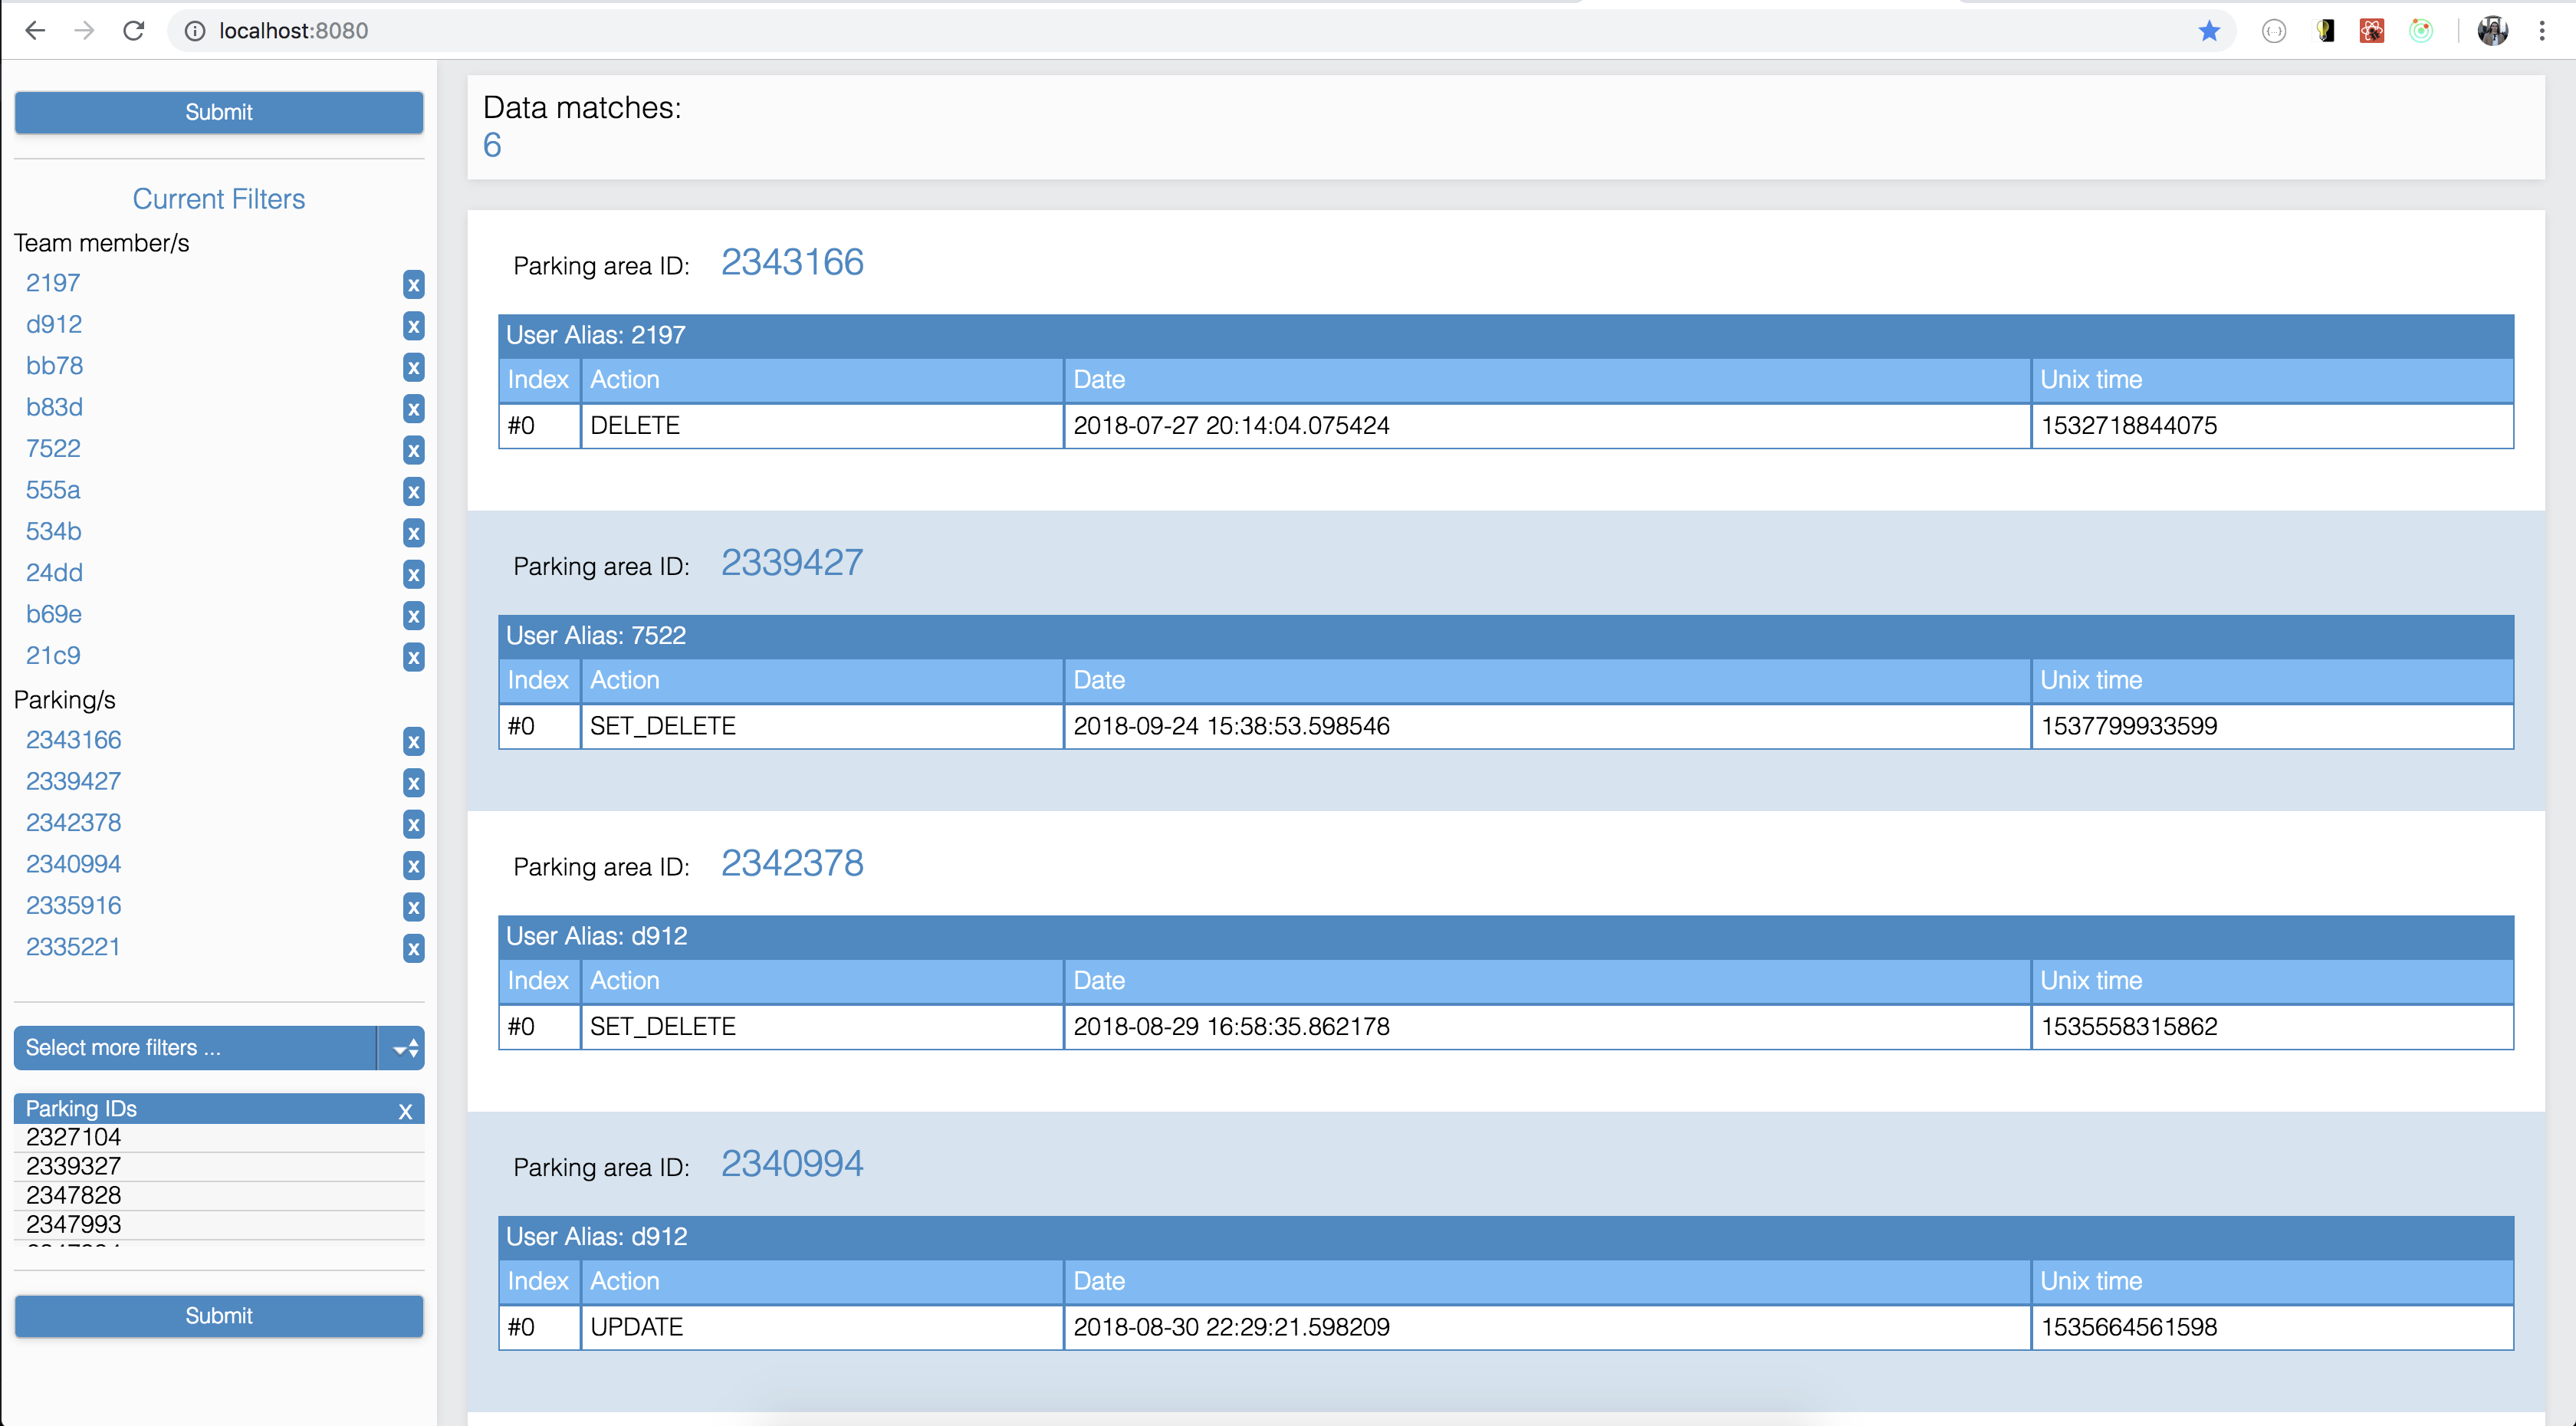 localhost:8080
Submit
Current Filters
Team member/s
2197 x
d912 x
bb78 x
b83d x
7522 x
555a x
534b x
24dd x
b69e x
21c9 x
Parking/s
2343166 x
2339427 x
2342378 x
2340994 x
2335916 x
2335221 x
Select more filters ...
Parking IDs X
2327104
2339327
2347828
2347993
Submit
Data matches:
6
Parking area ID: 2343166
User Alias: 2197
Index Action Date Unix time
#0 DELETE 2018-07-27 20:14:04.075424 1532718844075
Parking area ID: 2339427
User Alias: 7522
Index Action Date Unix time
#0 SET_DELETE 2018-09-24 15:38:53.598546 1537799933599
Parking area ID: 2342378
User Alias: d912
Index Action Date Unix time
#0 SET_DELETE 2018-08-29 16:58:35.862178 1535558315862
Parking area ID: 2340994
User Alias: d912
Index Action Date Unix time
#0 UPDATE 2018-08-30 22:29:21.598209 1535664561598